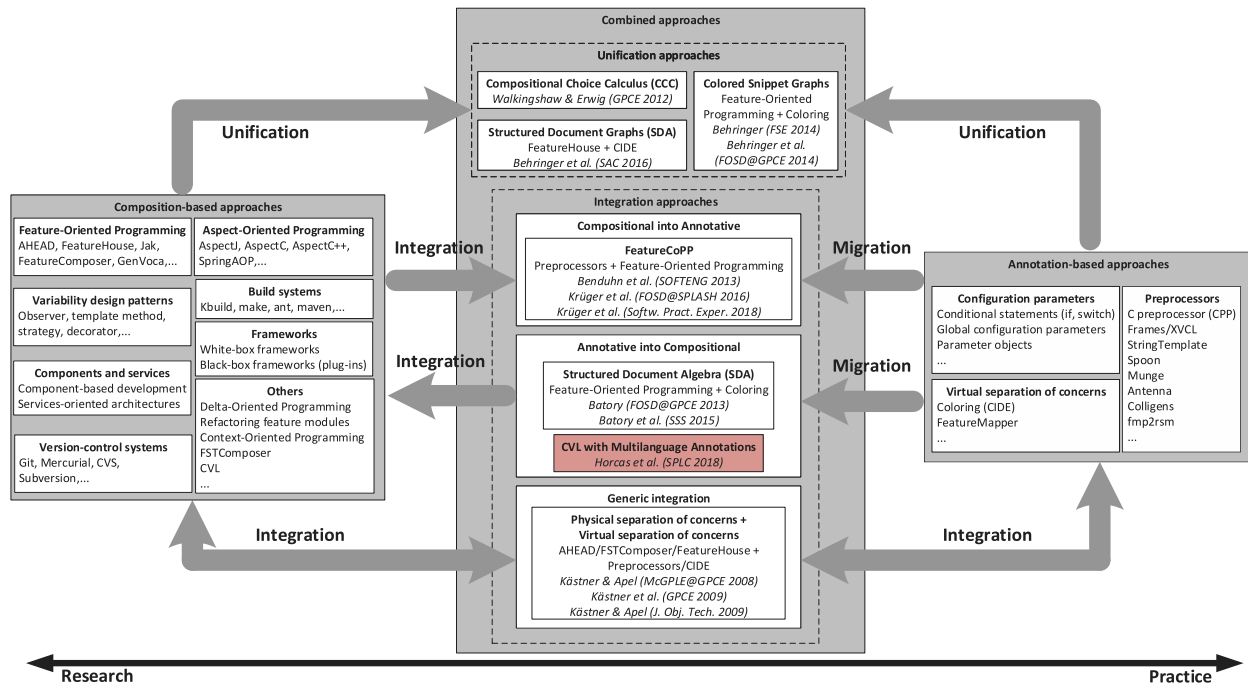 Combined approaches
Unification approaches
Compositional Choice Calculus (CCC)
Walkingshaw & Erwig (GPCE 2012)
Structured Document Graphs (SDA)
FeatureHouse + CIDE
Behringer et al. (SAC 2016)
Colored Snippet Graphs
Feature-Oriented
Programming + Coloring
Behringer (FSE 2014)
Behringer et al.
(FOSD@GPCE 2014)
Unification
Unification
Composition-based approaches
Feature-Oriented Programming
AHEAD, FeatureHouse, Jak,
FeatureComposer, GenVoca,...
Aspect-Oriented Programming
AspectJ, AspectC, AspectC++,
SpringAOP,...
Variability design patterns
Observer, template method,
strategy, decorator,...
Build systems
Kbuild, make, ant, maven,...
Frameworks
White-box frameworks
Black-box frameworks (plug-ins)
Components and services
Component-based development
Services-oriented architectures
Others
Delta-Oriented Programming
Refactoring feature modules
Context-Oriented Programming
FSTComposer
CVL
...
Version-control systems
Git, Mercurial, CVS,
Subversion,...
Integration
Integration
Integration
Integration approaches
Compositional into Annotative
FeatureCoPP
Preprocessors + Feature-Oriented Programming
Benduhn et al. (SOFTENG 2013)
Krüger et al. (FOSD@SPLASH 2016)
Krüger et al. (Softw. Pract. Exper. 2018)
Annotative into Compositional
Structured Document Algebra (SDA)
Feature-Oriented Programming + Coloring
Batory (FOSD@GPCE 2013)
Batory et al. (SSS 2015)
CVL with Multilanguage Annotations
Horcas et al. (SPLC 2018)
Generic integration
Physical separation of concerns +
Virtual separation of concerns
AHEAD/FSTComposer/FeatureHouse +
Preprocessors/CIDE
Kästner & Apel (McGPLE@GPCE 2008)
Kästner et al. (GPCE 2009)
Kästner & Apel (J. Obj. Tech. 2009)
Migration
Migration
Integration
Annotation-based approaches
Configuration parameters
Conditional statements (if, switch)
Global configuration parameters
Parameter objects
...
Virtual separation of concerns
Coloring (CIDE)
FeatureMapper
...
Preprocessors
C preprocessor (CPP)
Frames/XVCL
StringTemplate
Spoon
Munge
Antenna
Colligens
fmp2rsm
...
Research
Practice